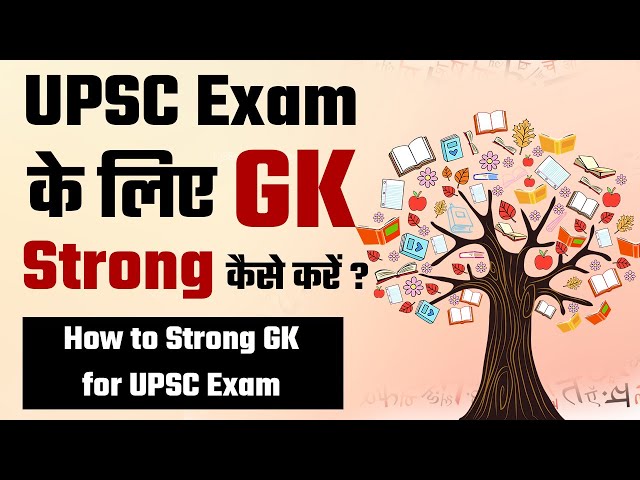 UPSC Exam
के लिए GK
Strong कैसे करें ?
How to Strong GK
for UPSC Exam